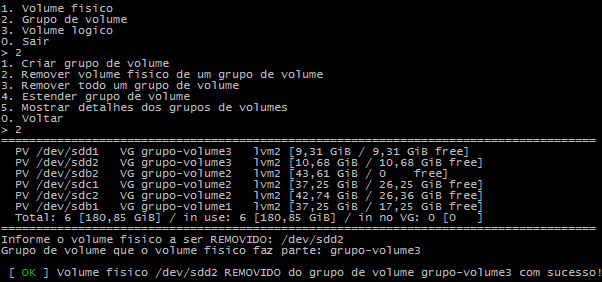 1. Volume fisico
2. Grupo de volume
3. Volume logico
0. Sair
> 2
1. Criar grupo de volume
2. Remover volume fisico de um grupo de volume
3. Remover todo um grupo de volume
4. Estender grupo de volume
5. Mostrar detalhes dos grupos de volumes
0. Voltar
> 2
=====================================================================================
  PV /dev/sdd1   VG grupo-volume3   lvm2 [9,31 GiB / 9,31 GiB free]
  PV /dev/sdd2   VG grupo-volume3   lvm2 [10,68 GiB / 10,68 GiB free]
  PV /dev/sdb2   VG grupo-volume2   lvm2 [43,61 GiB / 0    free]
  PV /dev/sdc1   VG grupo-volume2   lvm2 [37,25 GiB / 26,25 GiB free]
  PV /dev/sdc2   VG grupo-volume2   lvm2 [42,74 GiB / 26,36 GiB free]
  PV /dev/sdb1   VG grupo-volume1   lvm2 [37,25 GiB / 17,25 GiB free]
  Total: 6 [180,85 GiB] / in use: 6 [180,85 GiB] / in no VG: 0 [0   ]
=====================================================================================
Informe o volume fisico a ser REMOVIDO: /dev/sdd2
Grupo de volume que o volume fisico faz parte: grupo-volume3
 [ OK ] Volume fisico /dev/sdd2 REMOVIDO do grupo de volume grupo-volume3 com sucesso!